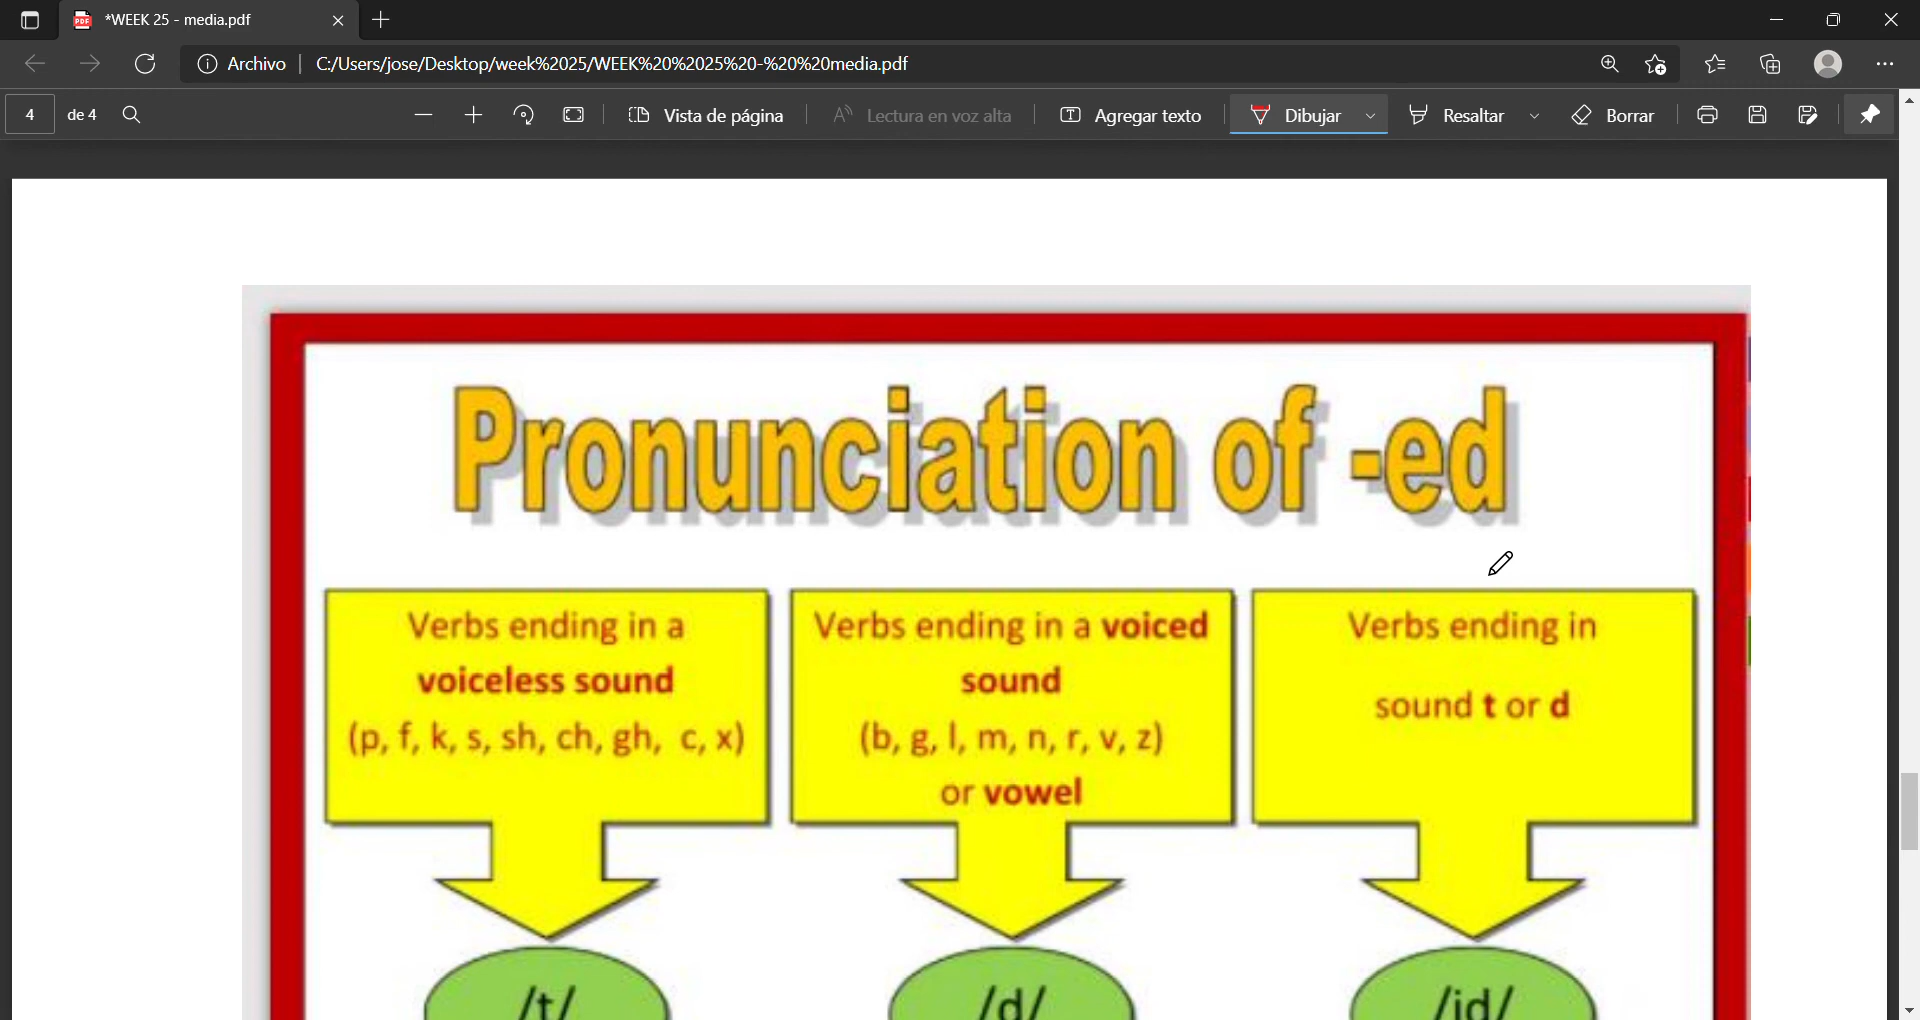 *WEEK 25 - media.pdf
Archivo
C:/Users/jose/Desktop/week%2025/WEEK%20%2025%20-%20%20media.pdf
4 de 4
Vista de página
Lectura en voz alta
Agregar texto
Dibujar
Resaltar
Borrar
Pronunciation of -ed
Verbs ending in a
voiceless sound
(p, f, k, s, sh, ch, gh, c, x)
Verbs ending in a voiced
sound
(b, g, l, m, n, r, v, z)
or vowel
Verbs ending in
sound t or d
/t/
/d/
/id/